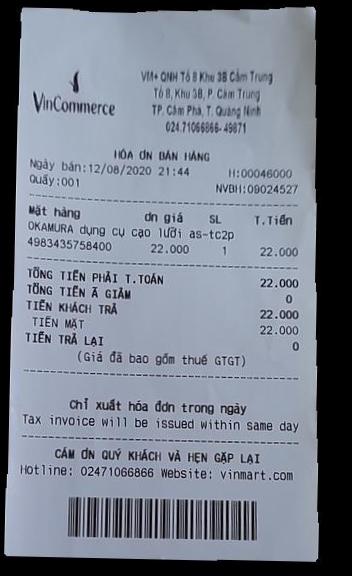 VinCommerce
VM+ QNH Tổ 8 Khu 3B Cẩm Trung
Tổ 8, Khu 3B, P. Cẩm Trung
TP. Cẩm Phả, T. Quảng Ninh
024.71066866- 49871
HÓA ƠN BÁN HÀNG
Ngày bán:12/08/2020 21:44 H:00046000
Quầy:001 NVBH:09024527
Mặt hàng ơn giá SL T.Tiền
OKAMURA dụng cụ cạo lưỡi as-tc2p
4983435758400 22.000 1 22.000
TỔNG TIỀN PHẢI T.TOÁN 22.000
TỔNG TIỀN Ã GIẢM 0
TIỀN KHÁCH TRẢ 22.000
TIỀN MẶT 22.000
TIỀN TRẢ LẠI 0
(Giá đã bao gồm thuế GTGT)
Chỉ xuất hóa đơn trong ngày
Tax invoice will be issued within same day
CẢM ƠN QUÝ KHÁCH VÀ HẸN GẶP LẠI
Hotline: 02471066866 Website: vinmart.com